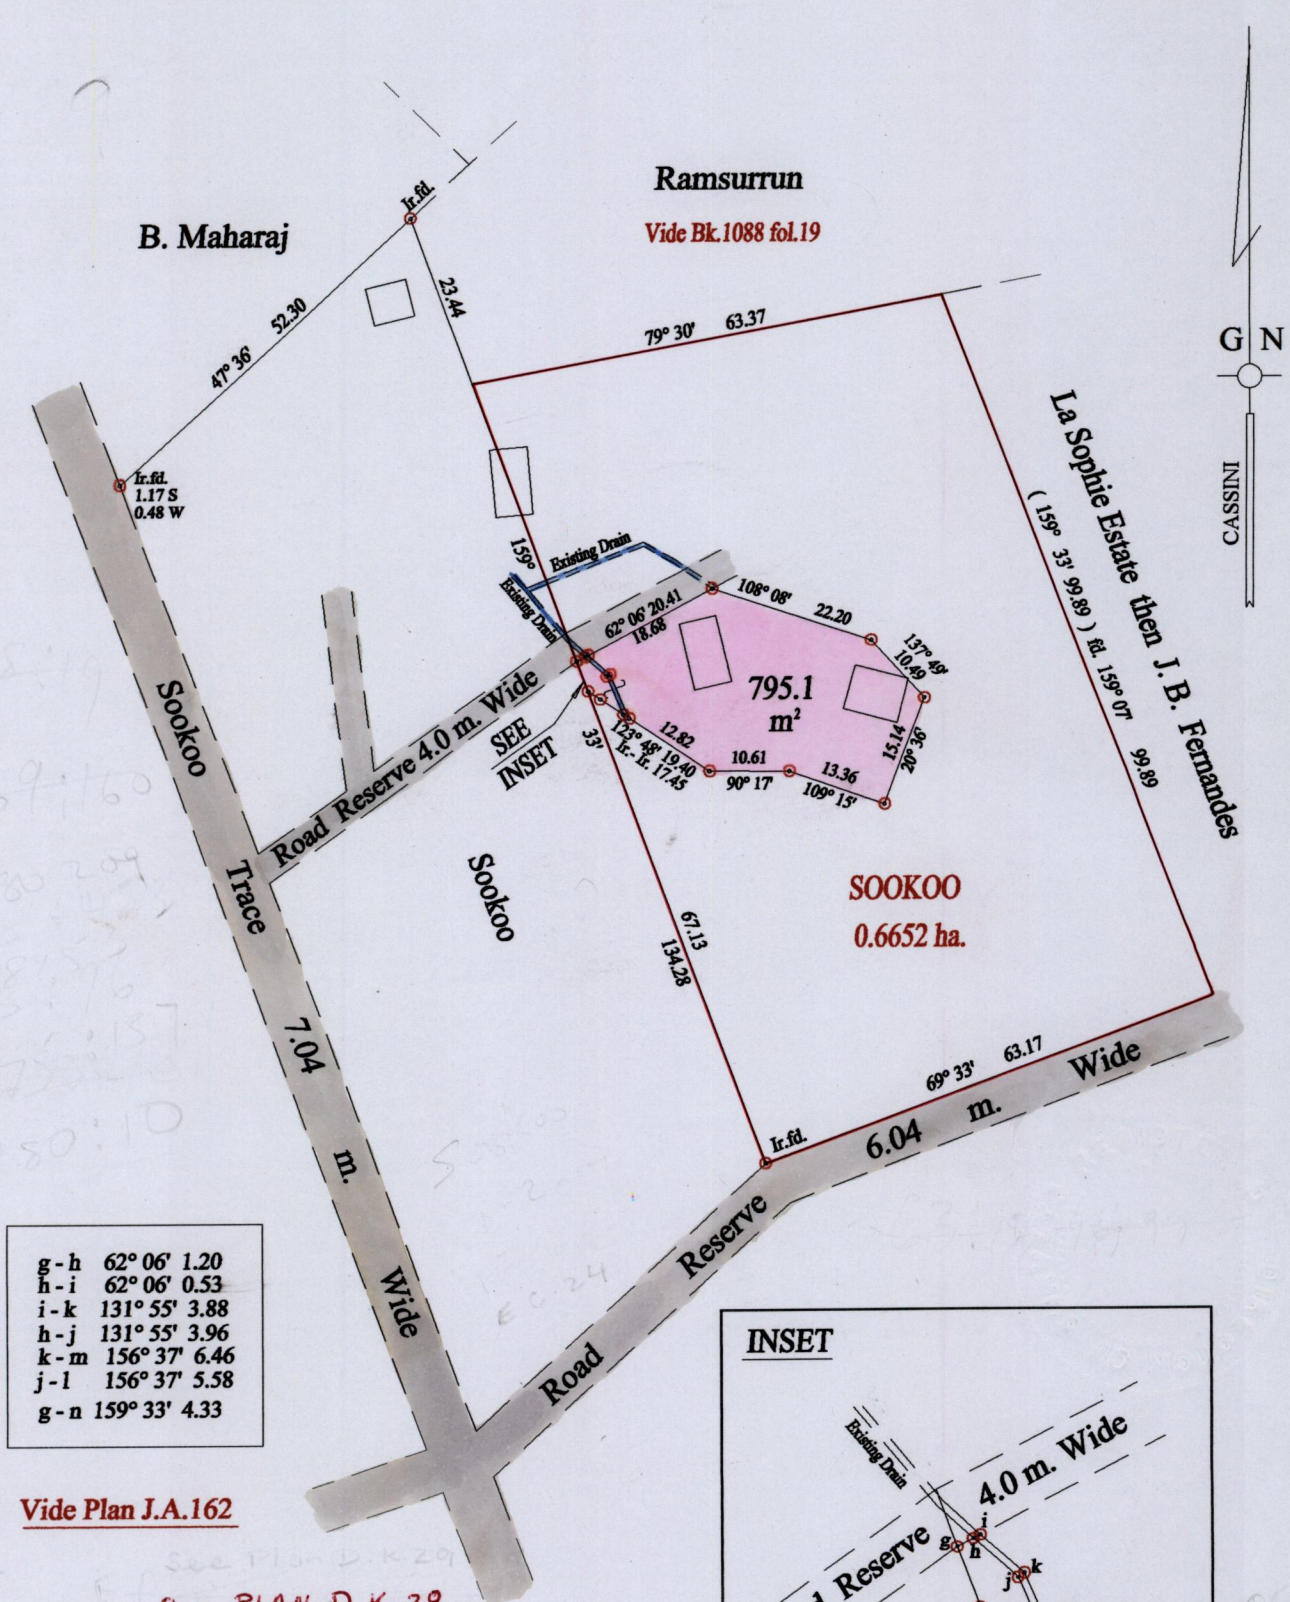 Ramsurrun
Vide Bk.1088 fol.19
B. Maharaj
Ir.fd.
23.44
47° 36' 52.30
79° 30' 63.37
G N
CASSINI
Ir.fd.
1.17 S
0.48 W
La Sophie Estate then J. B. Fernandes
( 159° 33' 99.89 ) fd. 159° 07' 99.89
159°
Existing Drain
Existing Drain
62° 06' 20.41
18.68
108° 08' 22.20
137° 49'
10.49
795.1
m²
15.14
20° 36'
SEE
INSET
33'
12.82
123° 48' 19.40
Ir.- Ir. 17.45
10.61
90° 17'
13.36
109° 15'
Road Reserve 4.0 m. Wide
Sookoo
Trace
7.04
m.
Wide
Sookoo
67.13
134.28
SOOKOO
0.6652 ha.
69° 33' 63.17
Ir.fd.
Road Reserve 6.04 m. Wide
g - h 62° 06' 1.20
h - i 62° 06' 0.53
i - k 131° 55' 3.88
h - j 131° 55' 3.96
k - m 156° 37' 6.46
j - l 156° 37' 5.58
g - n 159° 33' 4.33
Vide Plan J.A.162
See Plan D.K 29
PLAN D.K. 29
INSET
Existing Drain
Reserve 4.0 m. Wide
g
h
i
j
k